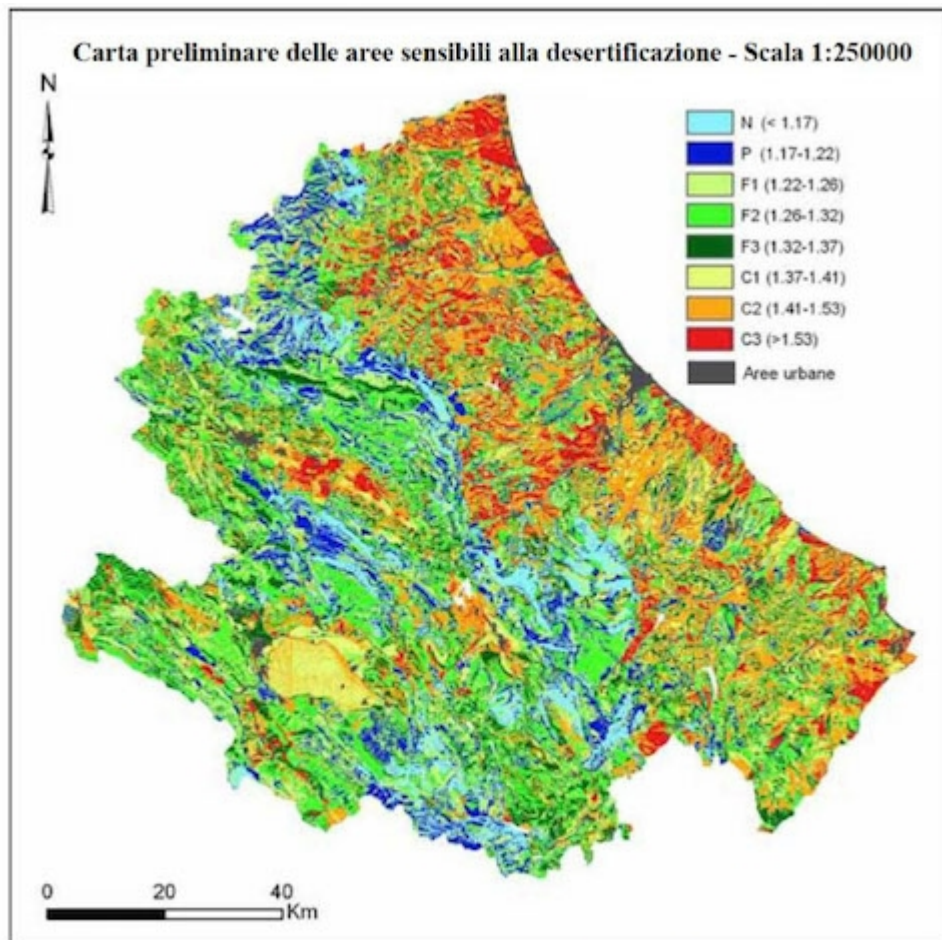 Carta preliminare delle aree sensibili alla desertificazione - Scala 1:250000
N
N (< 1.17)
P (1.17-1.22)
F1 (1.22-1.26)
F2 (1.26-1.32)
F3 (1.32-1.37)
C1 (1.37-1.41)
C2 (1.41-1.53)
C3 (>1.53)
Aree urbane
0 20 40
Km